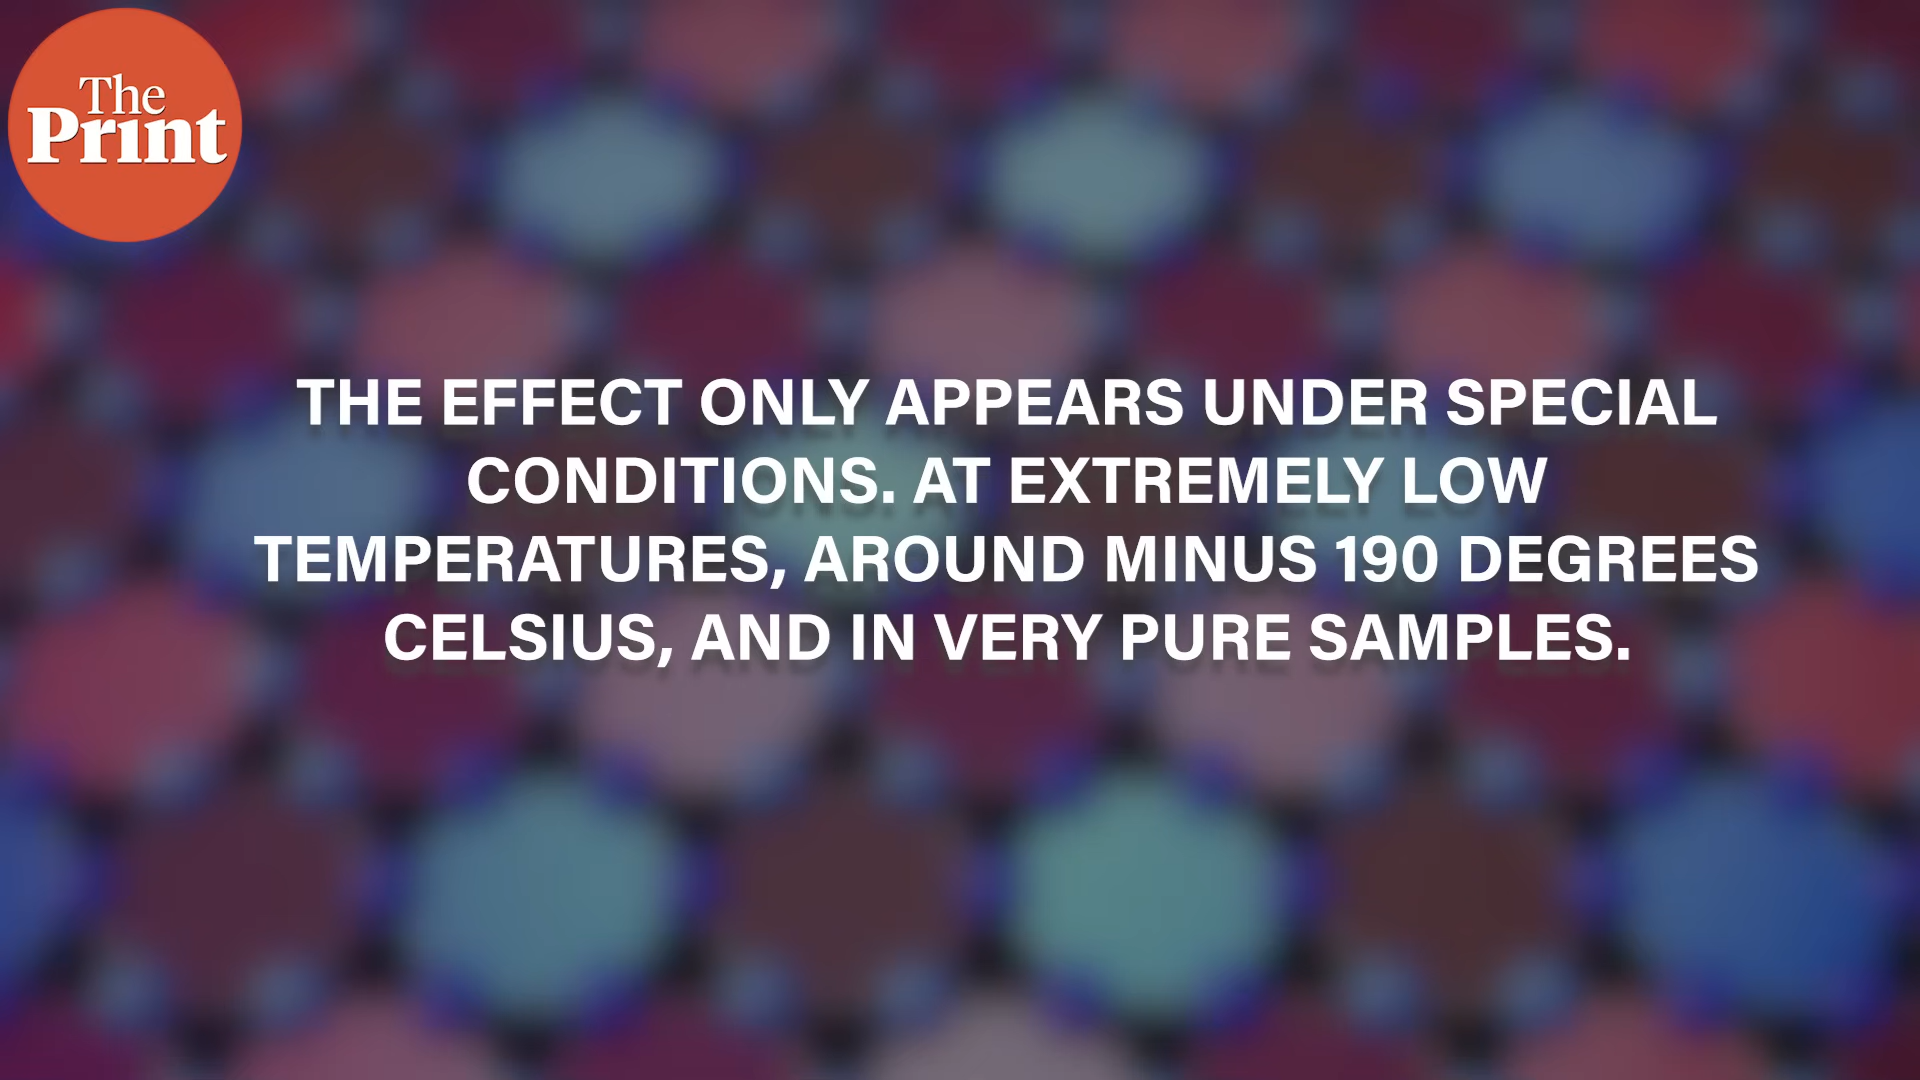 The
Print
THE EFFECT ONLY APPEARS UNDER SPECIAL
CONDITIONS. AT EXTREMELY LOW
TEMPERATURES, AROUND MINUS 190 DEGREES
CELSIUS, AND IN VERY PURE SAMPLES.